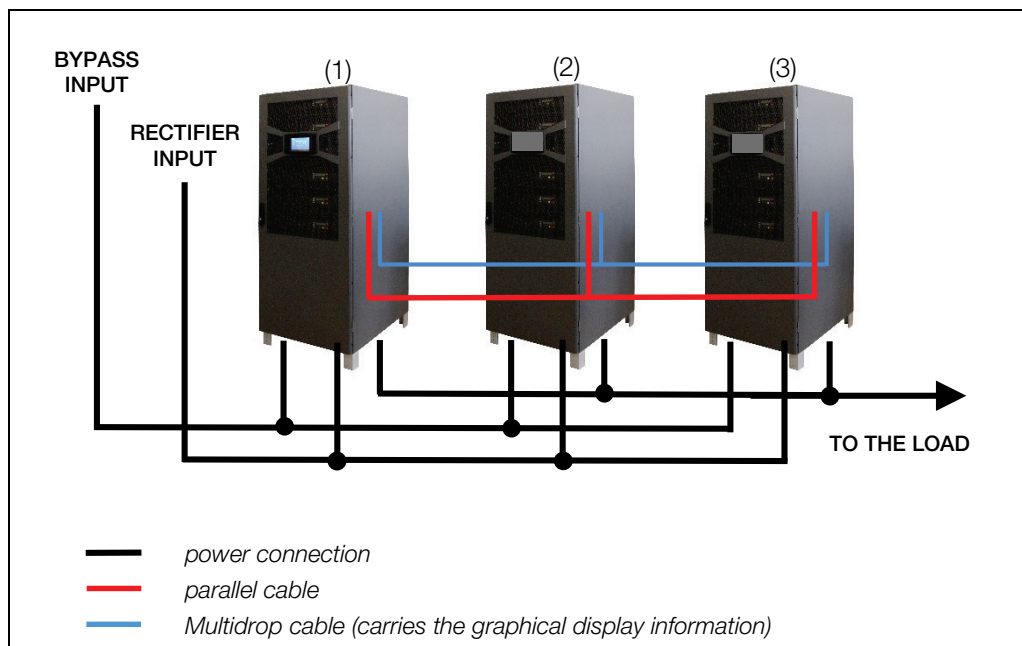 BYPASS
INPUT
RECTIFIER
INPUT
(1)
(2)
(3)
TO THE LOAD
power connection
parallel cable
Multidrop cable (carries the graphical display information)